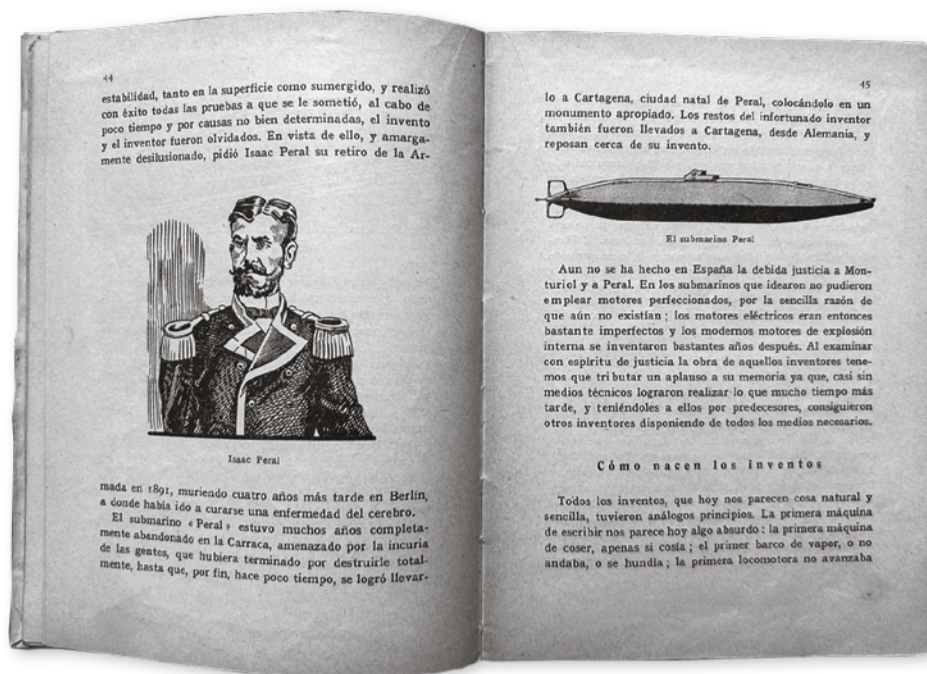 44
estabilidad, tanto en la superficie como sumergido, y realizó
con éxito todas las pruebas a que se le sometió, al cabo de
poco tiempo y por causas no bien determinadas, el invento
y el inventor fueron olvidados. En vista de ello, y amarga-
mente desilusionado, pidió Isaac Peral su retiro de la Ar-
Isaac Peral
mada en 1891, muriendo cuatro años más tarde en Berlín,
a donde había ido a curarse una enfermedad del cerebro.
El submarino «Peral» estuvo muchos años completa-
mente abandonado en la Carraca, amenazado por la incuria
de las gentes, que hubiera terminado por destruirle total-
mente, hasta que, por fin, hace poco tiempo, se logró llevar-
45
lo a Cartagena, ciudad natal de Peral, colocándolo en un
monumento apropiado. Los restos del infortunado inventor
también fueron llevados a Cartagena, desde Alemania, y
reposan cerca de su invento.
El submarino Peral
Aun no se ha hecho en España la debida justicia a Mon-
turiol y a Peral. En los submarinos que idearon no pudieron
emplear motores perfeccionados, por la sencilla razón de
que aún no existían; los motores eléctricos eran entonces
bastante imperfectos y los modernos motores de explosión
interna se inventaron bastantes años después. Al examinar
con espíritu de justicia la obra de aquellos inventores tene-
mos que tributar un aplauso a su memoria ya que, casi sin
medios técnicos lograron realizar lo que mucho tiempo más
tarde, y teniéndoles a ellos por predecesores, consiguieron
otros inventores disponiendo de todos los medios necesarios.
Cómo nacen los inventos
Todos los inventos, que hoy nos parecen cosa natural y
sencilla, tuvieron análogos principios. La primera máquina
de escribir nos parece hoy algo absurdo: la primera máquina
de coser, apenas si cosía; el primer barco de vapor, o no
andaba, o se hundía; la primera locomotora no avanzaba